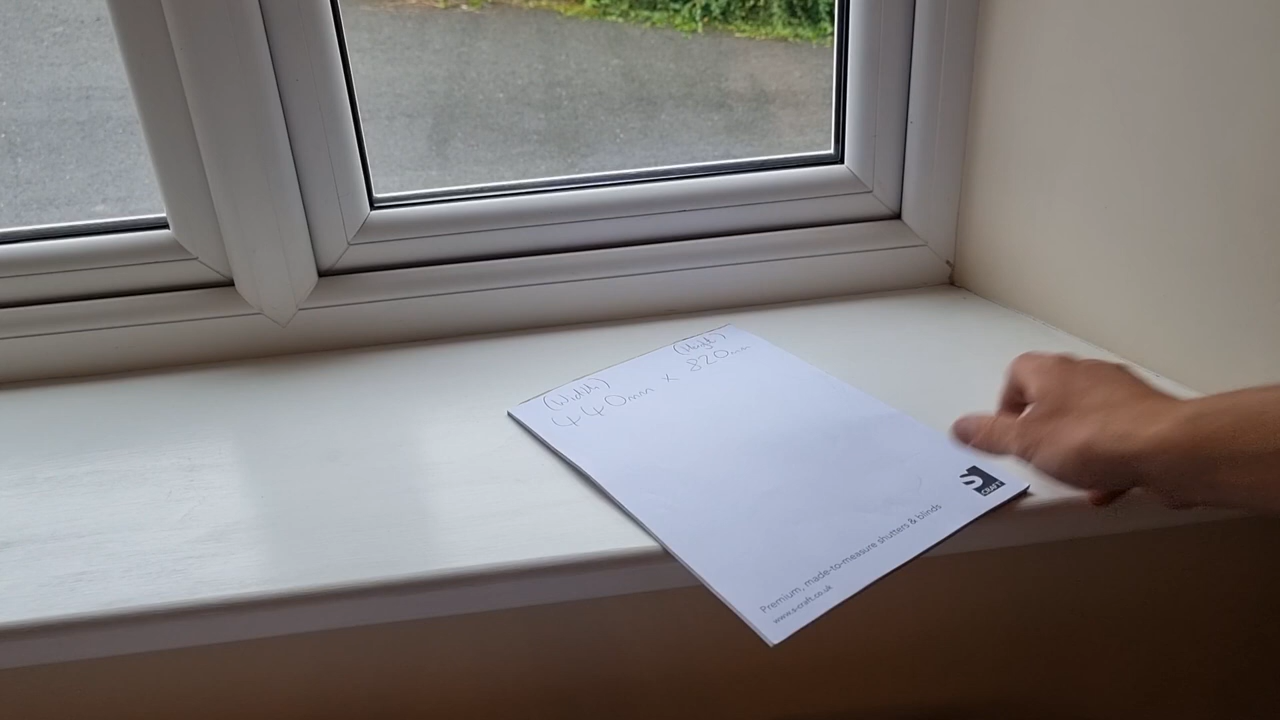 (Width) (Height)
440mm x 820mm
S
CRAFT
Premium, made-to-measure shutters & blinds
www.s-craft.co.uk